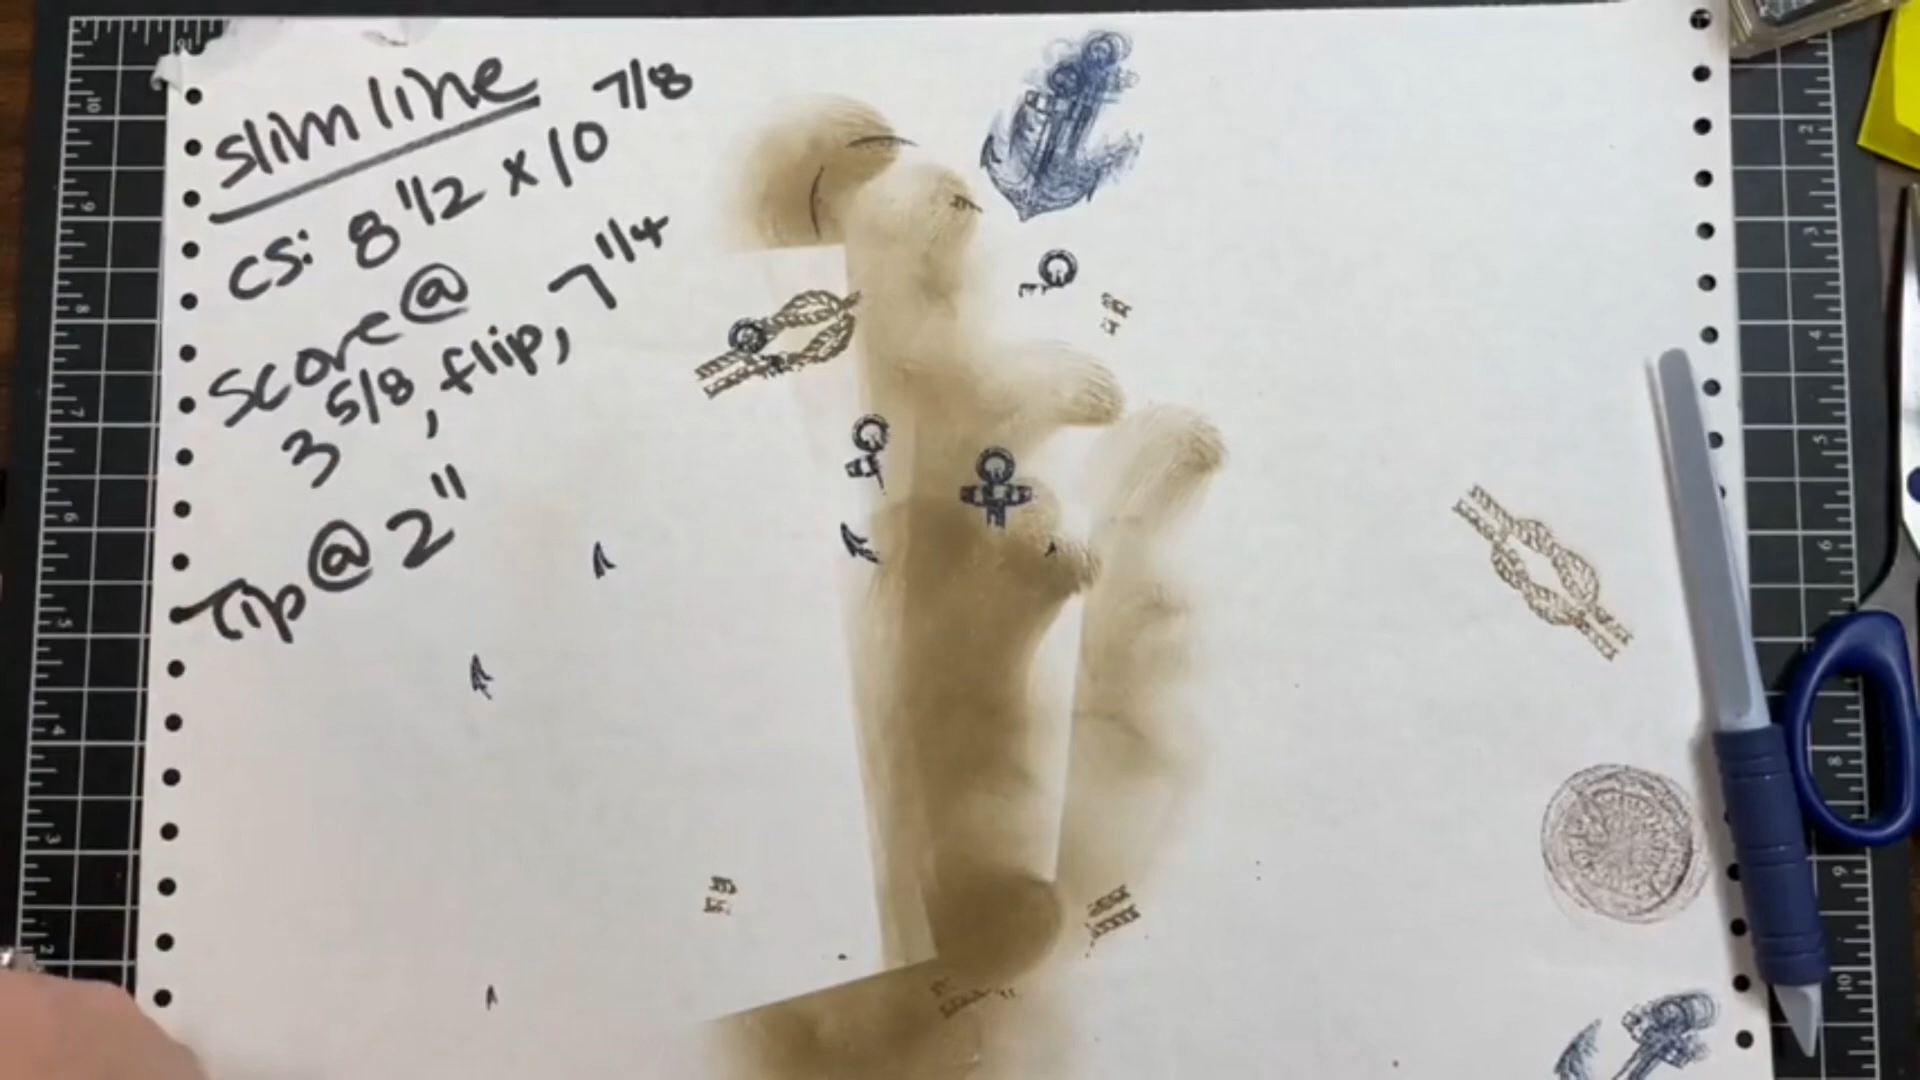 Slimline
CS: 8 1/2 x 10 7/8
Score @
3 5/8, flip, 7 1/4
Tip @ 2"